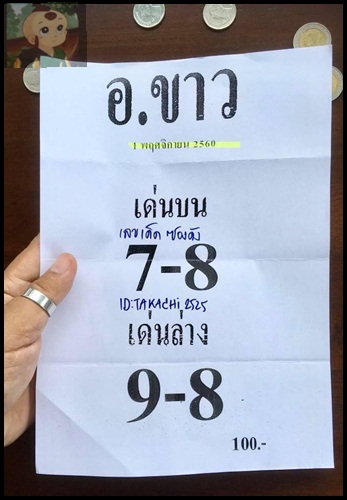 อ.ขาว
1 พฤศจิกายน 2560
เด่นบน
เลขเด็ด ซองดัง
7-8
ID:TAKACHi 2525
เด่นล่าง
9-8
100.-